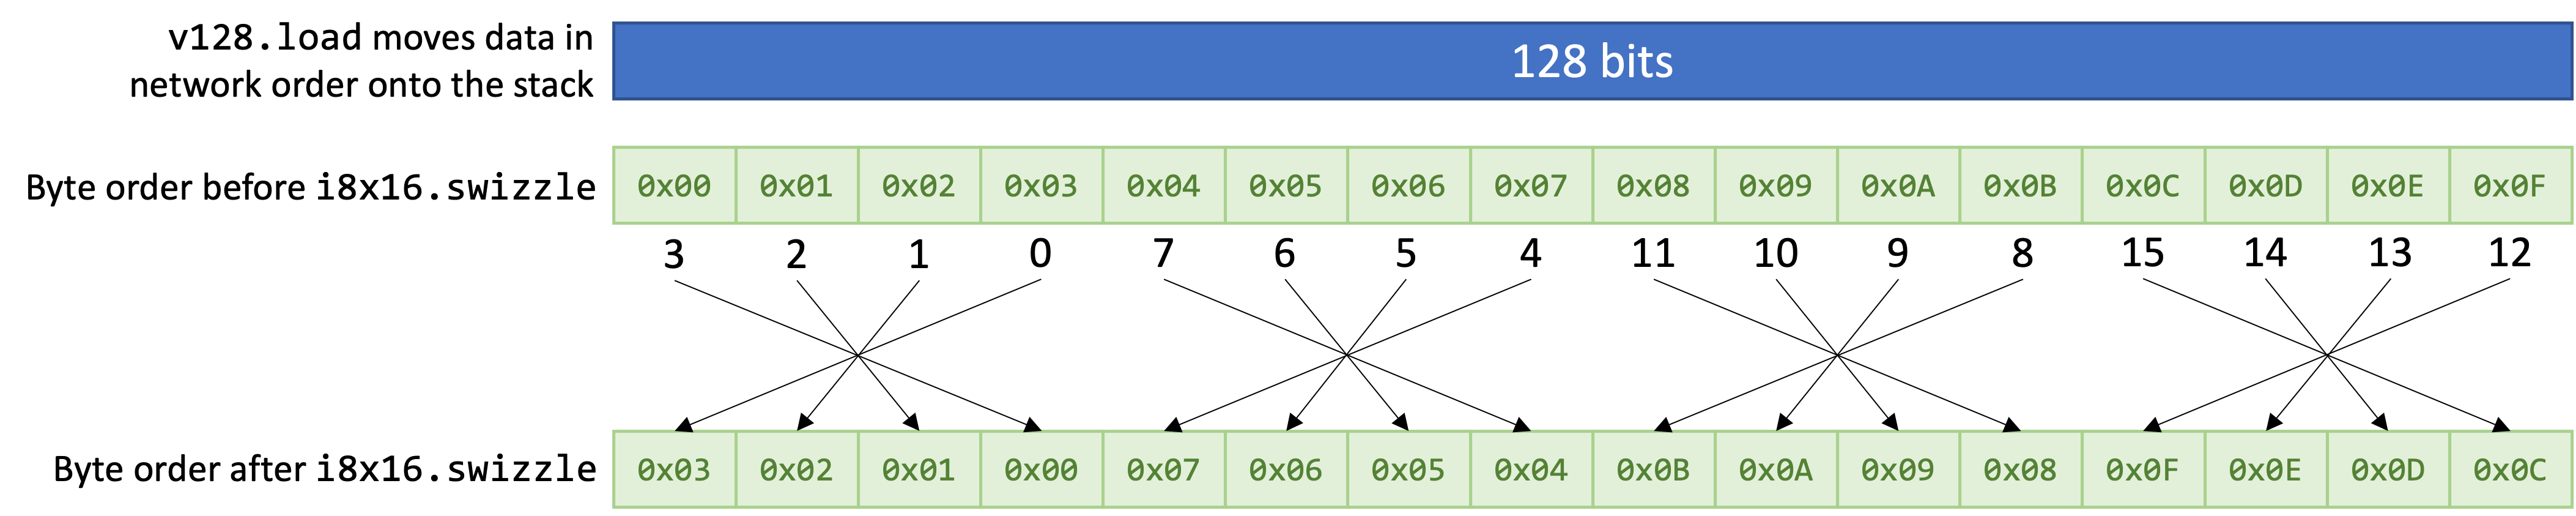 v128.load moves data in
network order onto the stack
128 bits
Byte order before i8x16.swizzle
0x00 0x01 0x02 0x03 0x04 0x05 0x06 0x07 0x08 0x09 0x0A 0x0B 0x0C 0x0D 0x0E 0x0F
3 2 1 0 7 6 5 4 11 10 9 8 15 14 13 12
Byte order after i8x16.swizzle
0x03 0x02 0x01 0x00 0x07 0x06 0x05 0x04 0x0B 0x0A 0x09 0x08 0x0F 0x0E 0x0D 0x0C